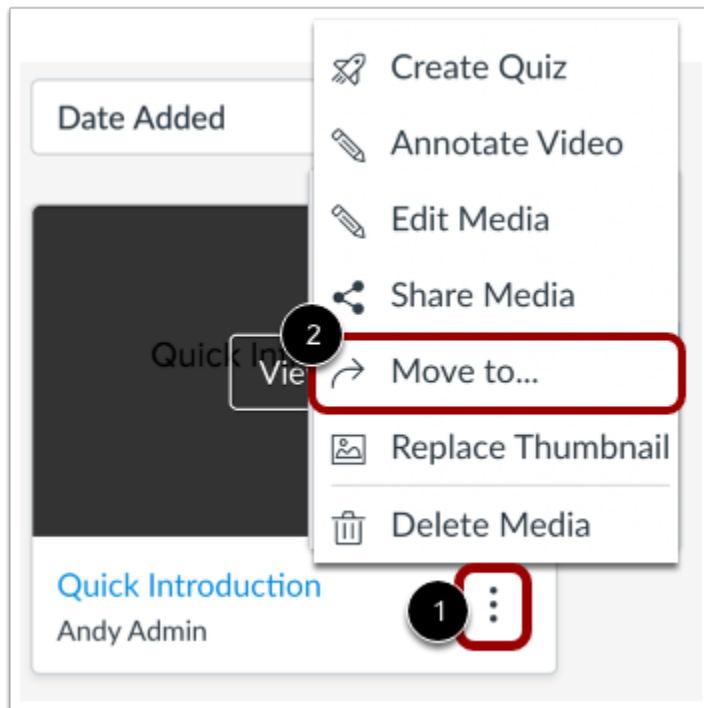 Create Quiz
Date Added
Annotate Video
Edit Media
Share Media
2
Quick
Move to...
Replace Thumbnail
Delete Media
Quick Introduction
1
Andy Admin